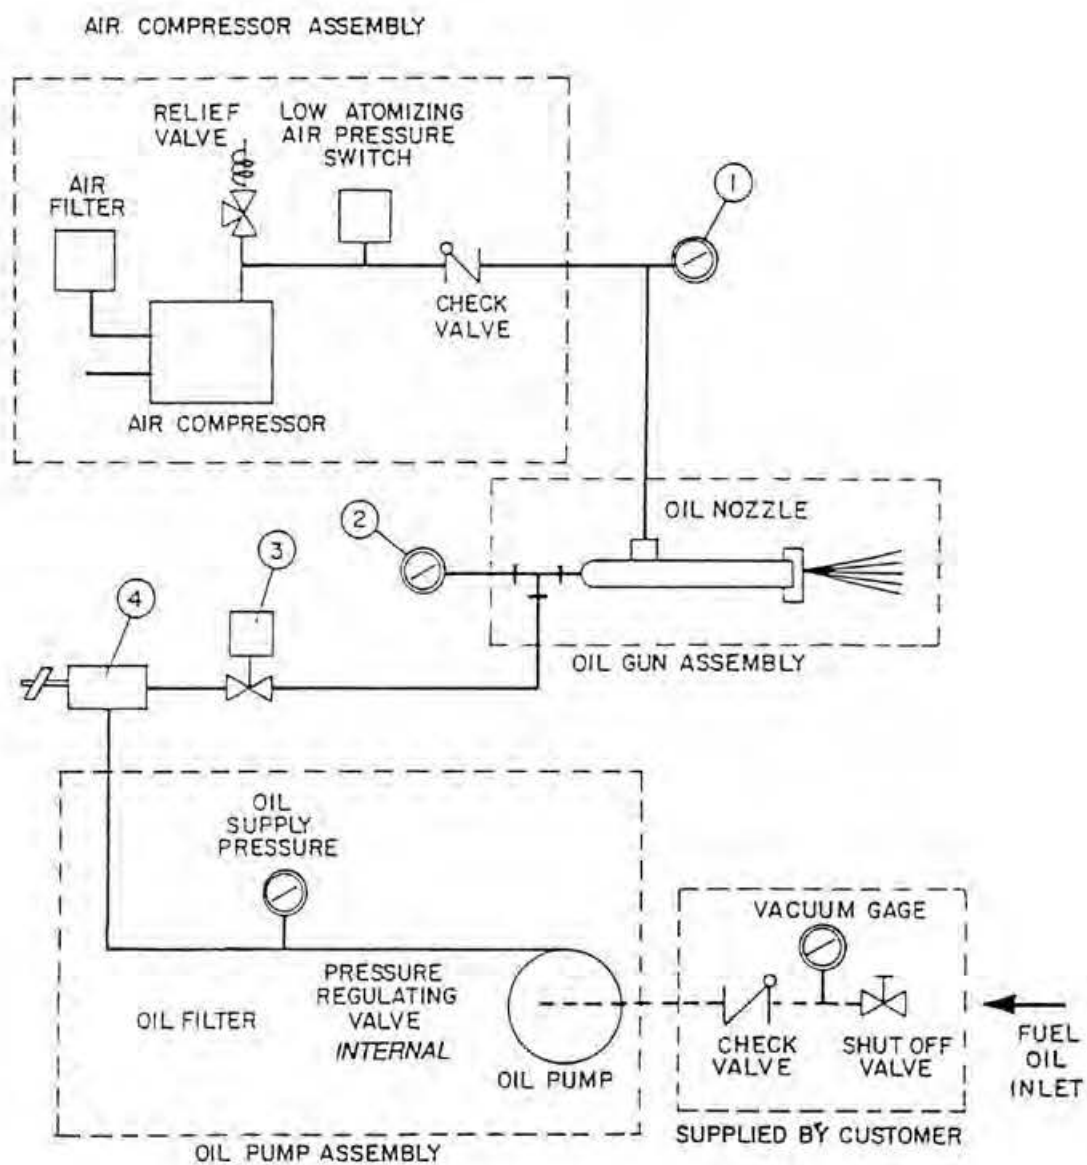 AIR COMPRESSOR ASSEMBLY
RELIEF
VALVE
LOW ATOMIZING
AIR PRESSURE
SWITCH
AIR
FILTER
1
CHECK
VALVE
AIR COMPRESSOR
OIL NOZZLE
2
3
4
OIL GUN ASSEMBLY
OIL
SUPPLY
PRESSURE
VACUUM GAGE
PRESSURE
REGULATING
VALVE
INTERNAL
OIL FILTER
OIL PUMP
CHECK
VALVE
SHUT OFF
VALVE
FUEL
OIL
INLET
SUPPLIED BY CUSTOMER
OIL PUMP ASSEMBLY